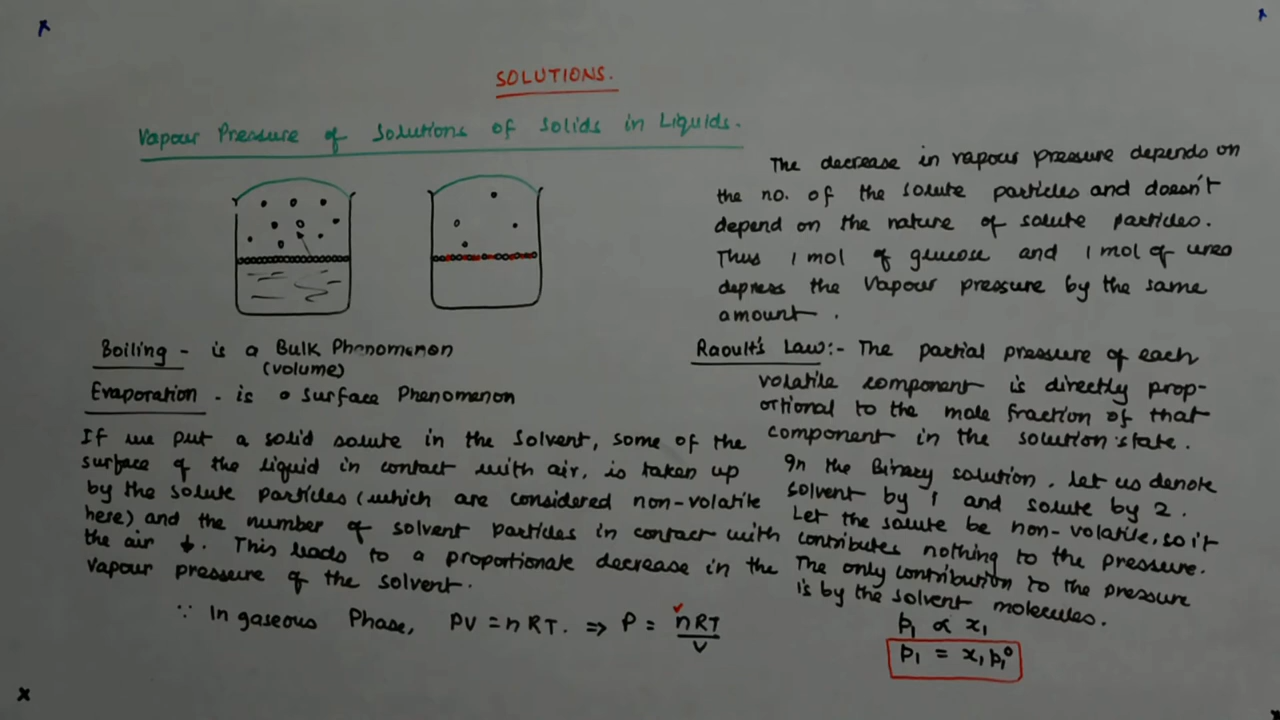 SOLUTIONS.
Vapour Pressure of Solutions of Solids in Liquids.
Boiling - is a Bulk Phenomenon
(volume)
Evaporation - is a Surface Phenomenon
If we put a solid solute in the solvent, some of the
surface of the liquid in contact with air, is taken up
by the solute particles (which are considered non-volatile
here) and the number of solvent particles in contact with
the air ↓. This leads to a proportionate decrease in the
vapour pressure of the solvent.
∵ In gaseous Phase, PV = nRT. ⇒ P = nRT/V
The decrease in vapour pressure depends on
the no. of the solute particles and doesn't
depend on the nature of solute particles.
Thus 1 mol of glucose and 1 mol of urea
depress the vapour pressure by the same
amount.
Raoult's Law:- The partial pressure of each
volatile component is directly prop-
ortional to the mole fraction of that
component in the solution state.
In the Binary solution, let us denote
solvent by 1 and solute by 2.
Let the solute be non-volatile, so it
contributes nothing to the pressure.
The only contribution to the pressure
is by the solvent molecules.
p₁ ∝ x₁
p₁ = x₁p₁⁰